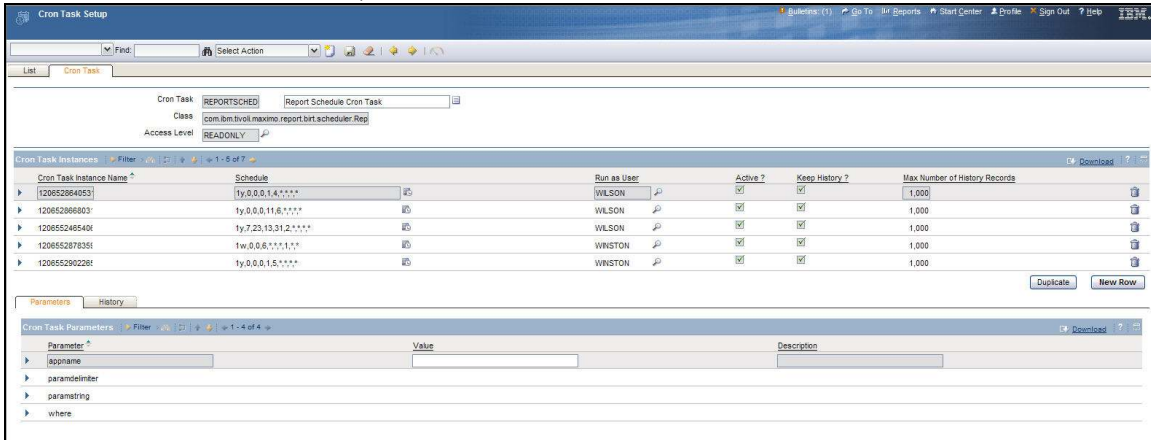 Cron Task Setup
Bulletins: (1) Go To Reports Start Center Profile Sign Out ? Help IBM.
Find: Select Action
List Cron Task
Cron Task REPORTSCHED Report Schedule Cron Task
Class com.ibm.tivoli.maximo.report.birt.scheduler.Rep
Access Level READONLY
Cron Task Instances Filter 1 - 5 of 7 Download ?
Cron Task Instance Name Schedule Run as User Active ? Keep History ? Max Number of History Records
120652864053 1y,0,0,0,1,4,*,*,*,* WILSON 1,000
120652866803 1y,0,0,0,11,6,*,*,*,* WILSON 1,000
120655246540 1y,7,23,13,31,2,*,*,*,* WILSON 1,000
120655287835 1w,0,0,6,*,*,*,1,*,* WINSTON 1,000
120655290226 1y,0,0,0,1,5,*,*,*,* WINSTON 1,000
Duplicate New Row
Parameters History
Cron Task Parameters Filter 1 - 4 of 4 Download ?
Parameter Value Description
appname
paramdelimiter
paramstring
where